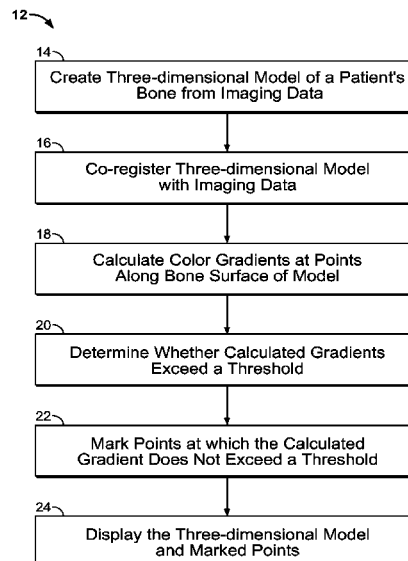 12
14
Create Three-dimensional Model of a Patient's
Bone from Imaging Data
16
Co-register Three-dimensional Model
with Imaging Data
18
Calculate Color Gradients at Points
Along Bone Surface of Model
20
Determine Whether Calculated Gradients
Exceed a Threshold
22
Mark Points at which the Calculated
Gradient Does Not Exceed a Threshold
24
Display the Three-dimensional Model
and Marked Points